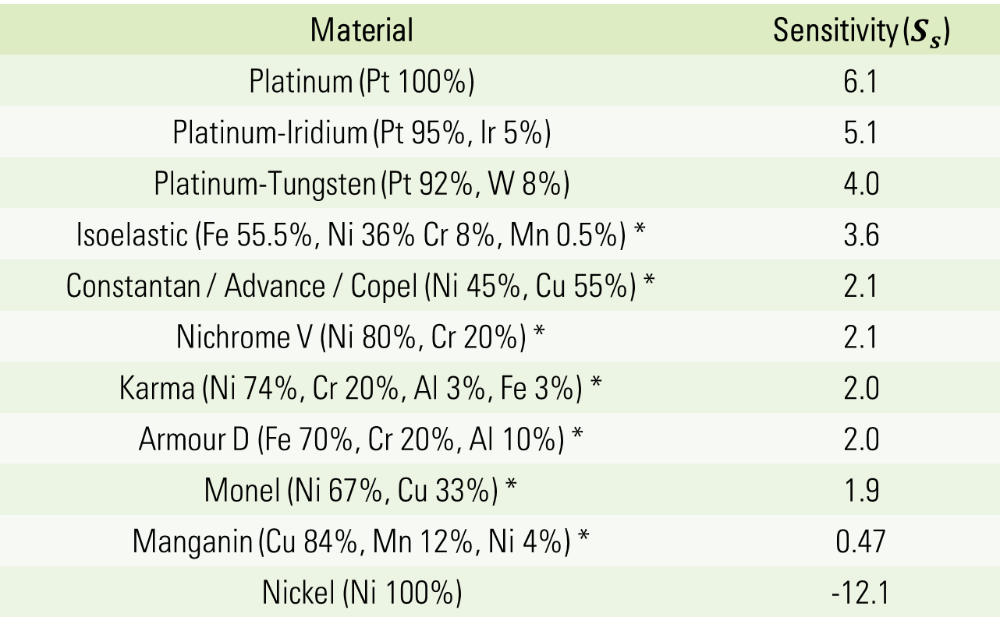 Material Sensitivity (Ss)
Platinum (Pt 100%) 6.1
Platinum-Iridium (Pt 95%, Ir 5%) 5.1
Platinum-Tungsten (Pt 92%, W 8%) 4.0
Isoelastic (Fe 55.5%, Ni 36% Cr 8%, Mn 0.5%) * 3.6
Constantan / Advance / Copel (Ni 45%, Cu 55%) * 2.1
Nichrome V (Ni 80%, Cr 20%) * 2.1
Karma (Ni 74%, Cr 20%, Al 3%, Fe 3%) * 2.0
Armour D (Fe 70%, Cr 20%, Al 10%) * 2.0
Monel (Ni 67%, Cu 33%) * 1.9
Manganin (Cu 84%, Mn 12%, Ni 4%) * 0.47
Nickel (Ni 100%) -12.1